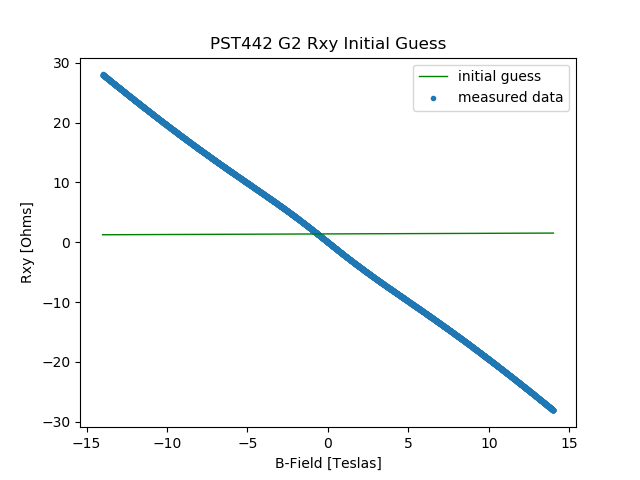 PST442 G2 Rxy Initial Guess
initial guess
measured data
30
20
10
0
−10
−20
−30
Rxy [Ohms]
−15
−10
−5
0
5
10
15
B-Field [Teslas]